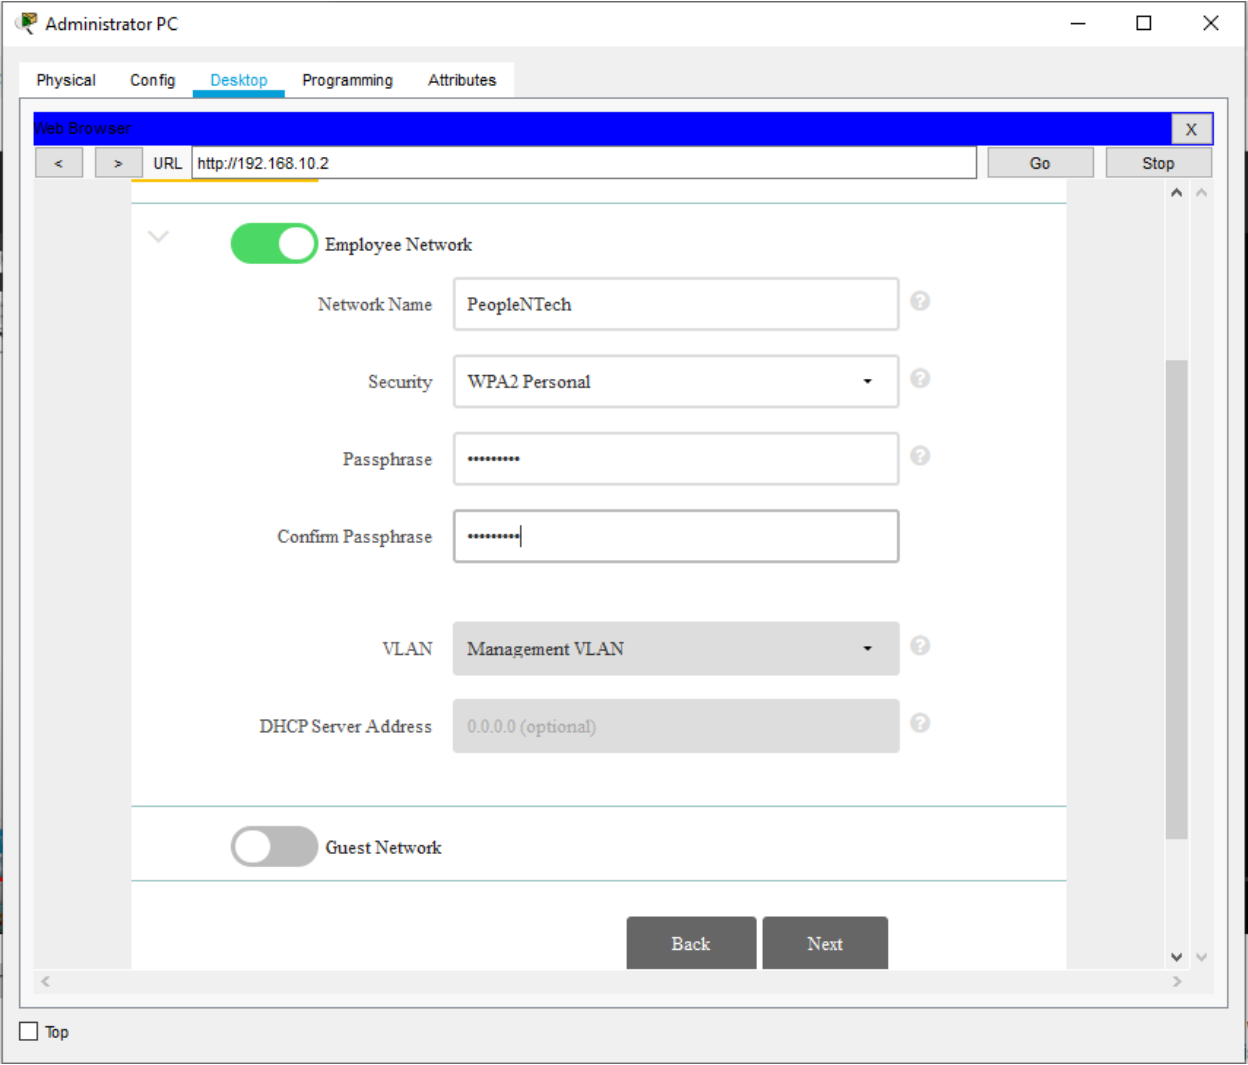 Administrator PC
Physical Config Desktop Programming Attributes
Web Browser X
< > URL http://192.168.10.2 Go Stop
Employee Network
Network Name PeopleNTech ?
Security WPA2 Personal ?
Passphrase ••••••••• ?
Confirm Passphrase •••••••••
VLAN Management VLAN ?
DHCP Server Address 0.0.0.0 (optional) ?
Guest Network
Back Next
Top